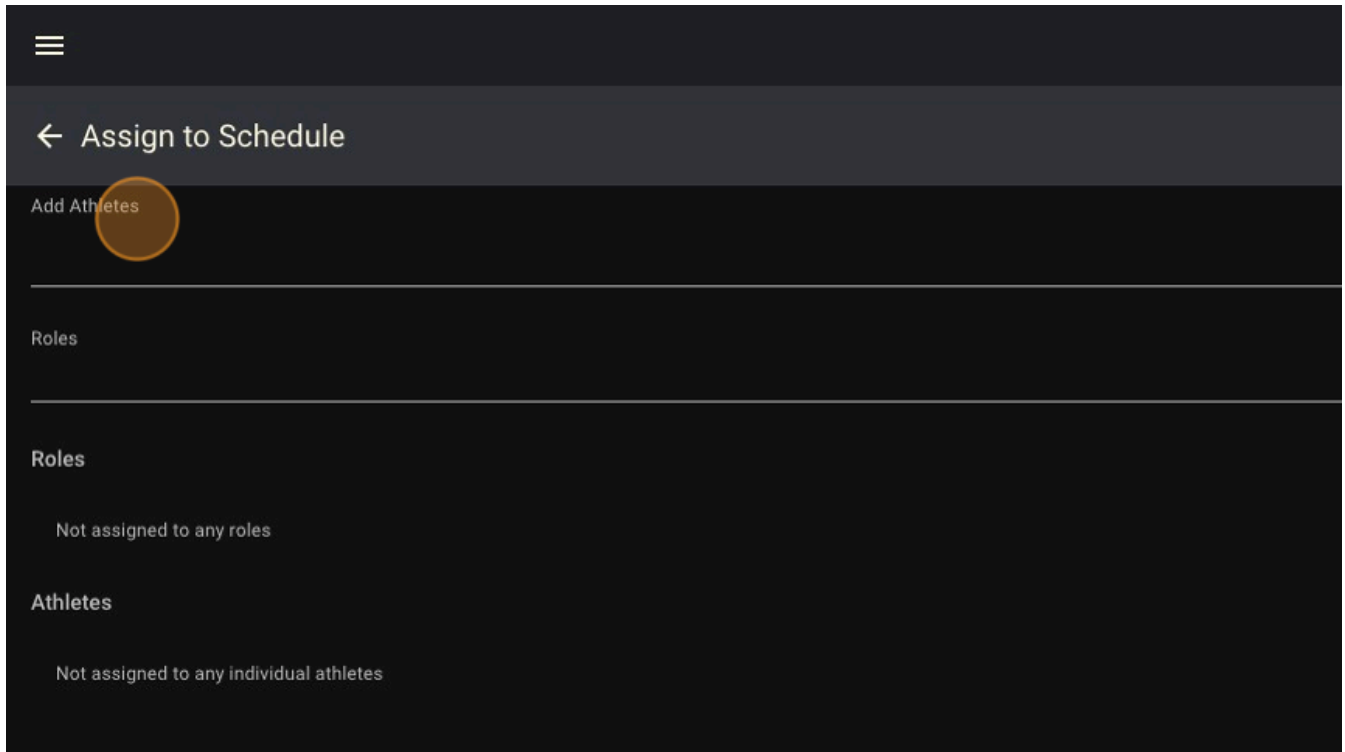 Assign to Schedule
Add Athletes
Roles
Roles
Not assigned to any roles
Athletes
Not assigned to any individual athletes